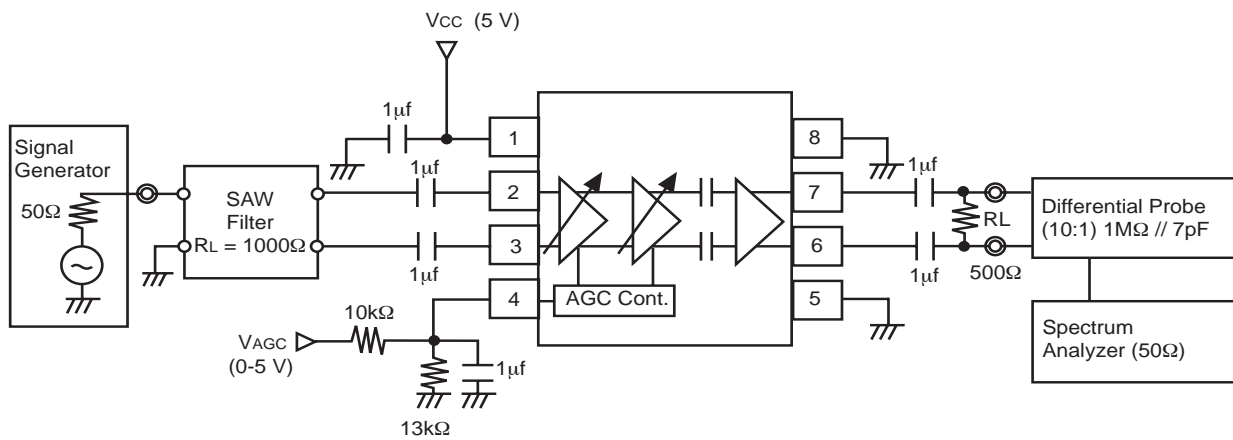 VCC (5 V)
1μf
Signal
Generator
50Ω
SAW
Filter
RL = 1000Ω
1μf
1μf
1
2
3
4
AGC Cont.
8
7
6
5
1μf
1μf
RL
500Ω
Differential Probe
(10:1) 1MΩ // 7pF
Spectrum
Analyzer (50Ω)
VAGC
(0-5 V)
10kΩ
13kΩ
1μf